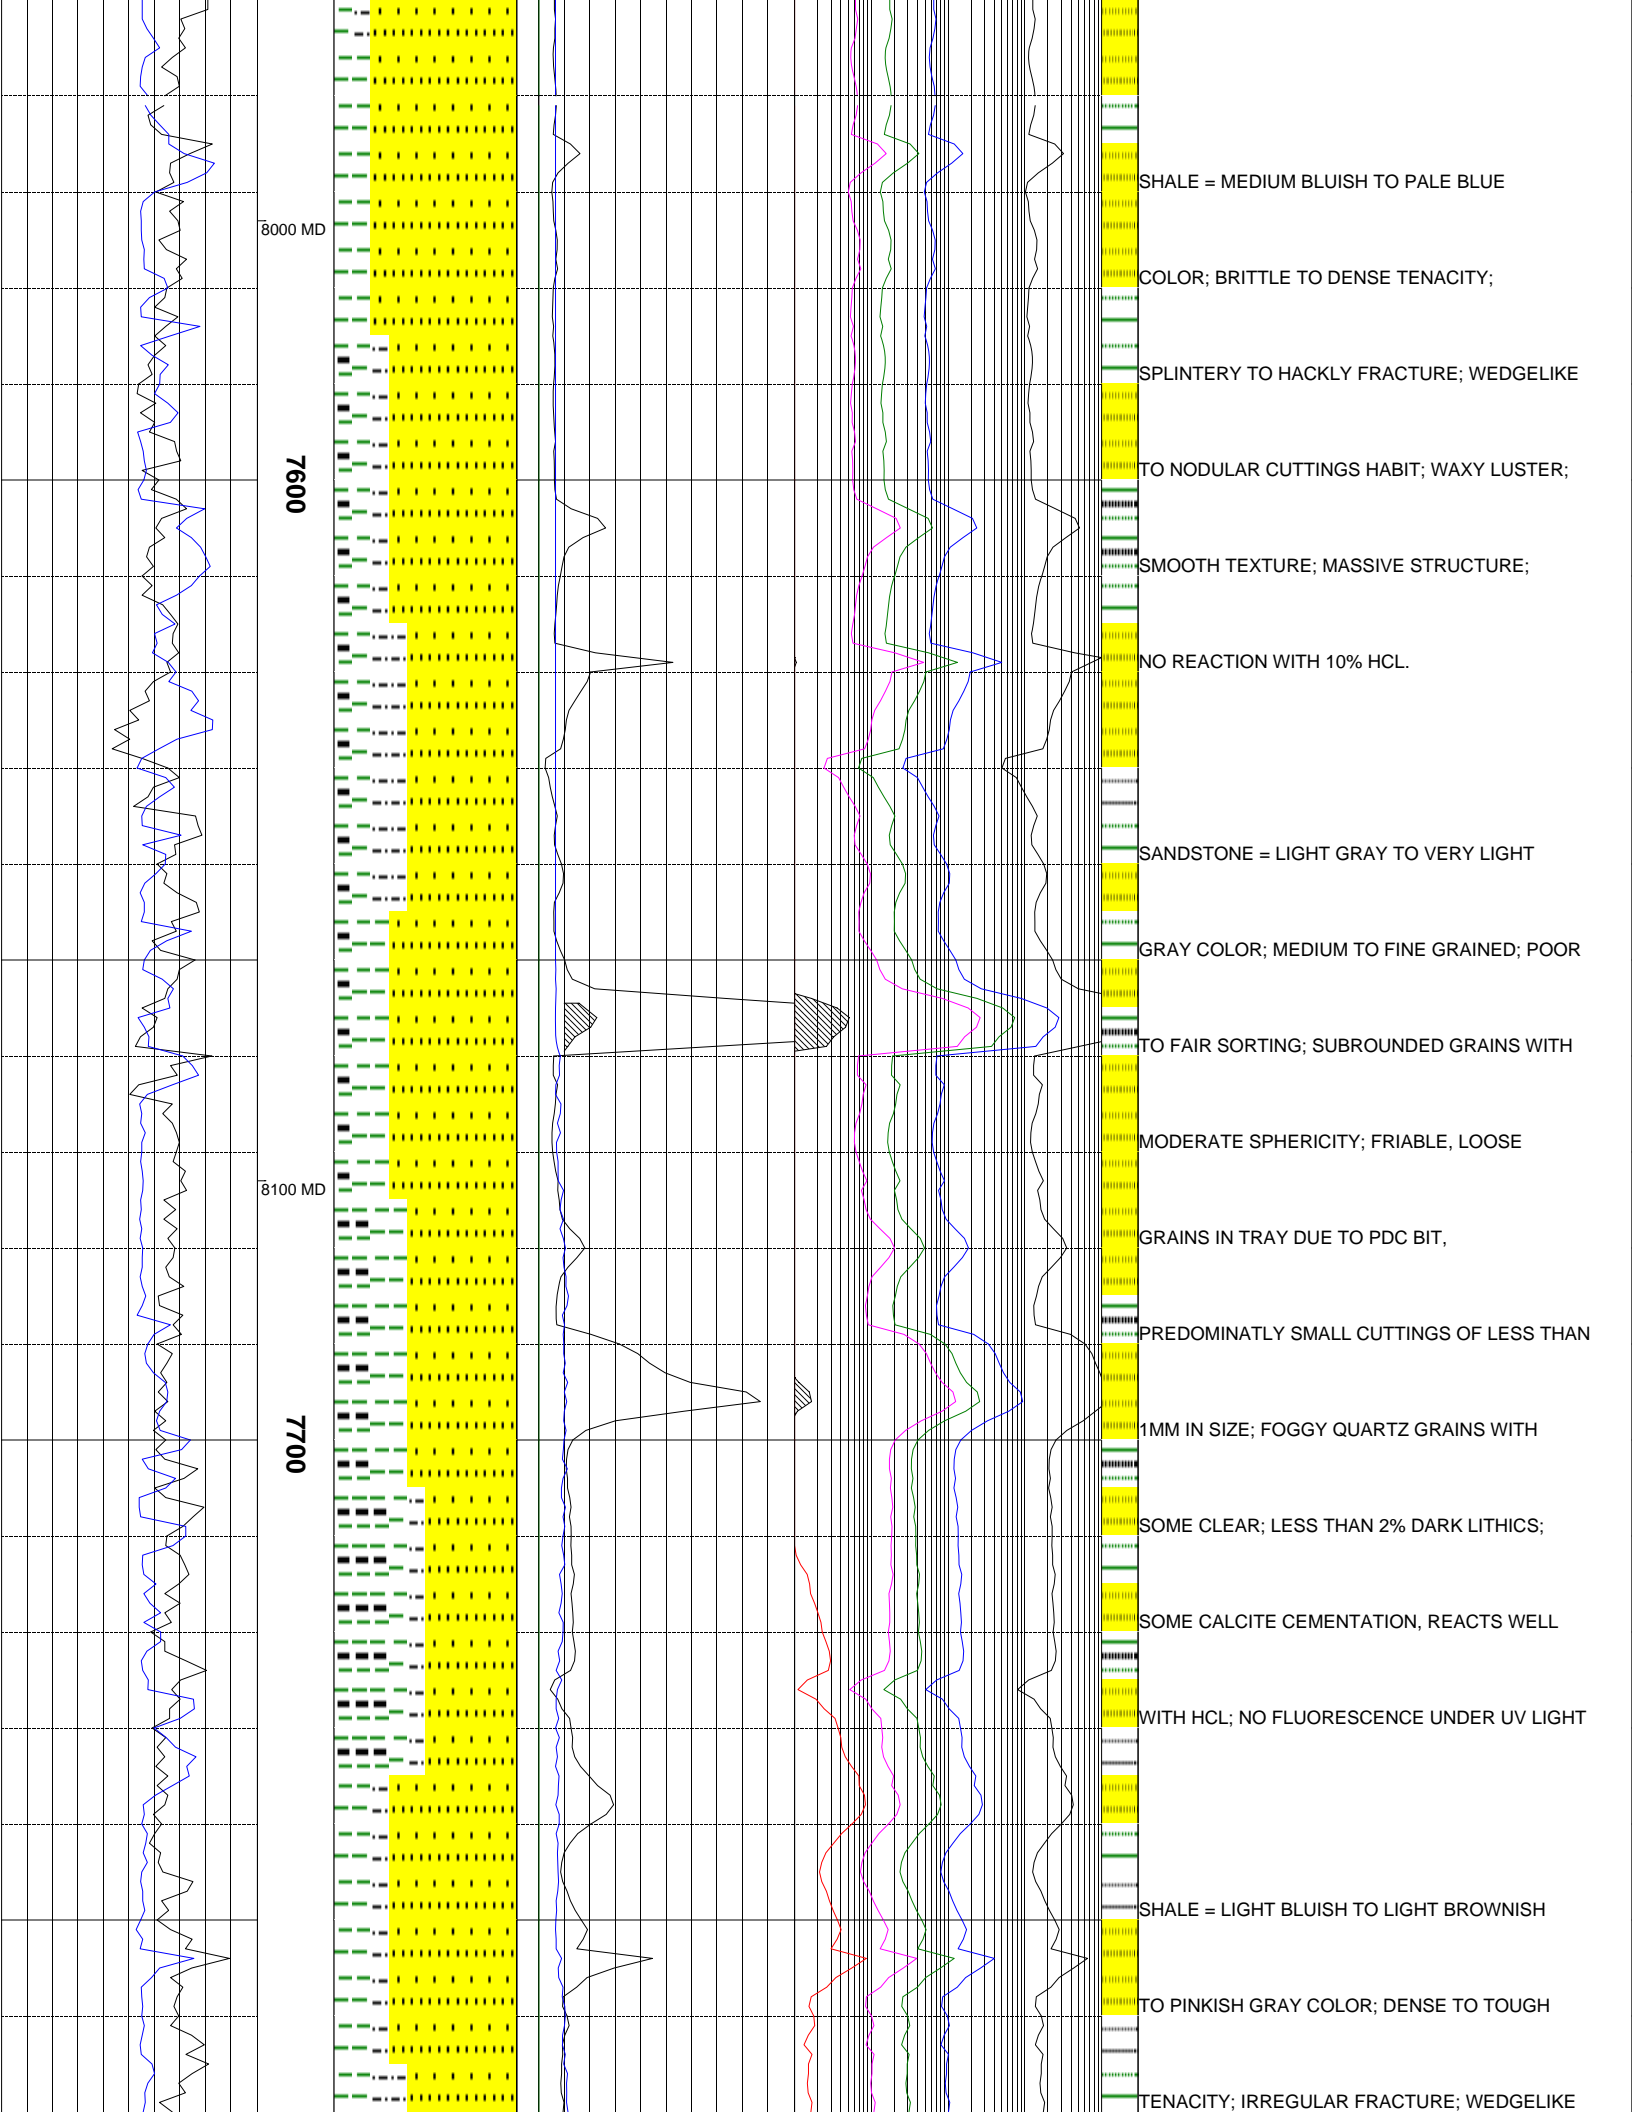 SHALE = MEDIUM BLUISH TO PALE BLUE
8000 MD
COLOR; BRITTLE TO DENSE TENACITY;
SPLINTERY TO HACKLY FRACTURE; WEDGELIKE
7600
TO NODULAR CUTTINGS HABIT; WAXY LUSTER;
SMOOTH TEXTURE; MASSIVE STRUCTURE;
NO REACTION WITH 10% HCL.
SANDSTONE = LIGHT GRAY TO VERY LIGHT
GRAY COLOR; MEDIUM TO FINE GRAINED; POOR
TO FAIR SORTING; SUBROUNDED GRAINS WITH
MODERATE SPHERICITY; FRIABLE, LOOSE
8100 MD
GRAINS IN TRAY DUE TO PDC BIT,
PREDOMINATLY SMALL CUTTINGS OF LESS THAN
7700
1MM IN SIZE; FOGGY QUARTZ GRAINS WITH
SOME CLEAR; LESS THAN 2% DARK LITHICS;
SOME CALCITE CEMENTATION, REACTS WELL
WITH HCL; NO FLUORESCENCE UNDER UV LIGHT
SHALE = LIGHT BLUISH TO LIGHT BROWNISH
TO PINKISH GRAY COLOR; DENSE TO TOUGH
TENACITY; IRREGULAR FRACTURE; WEDGELIKE